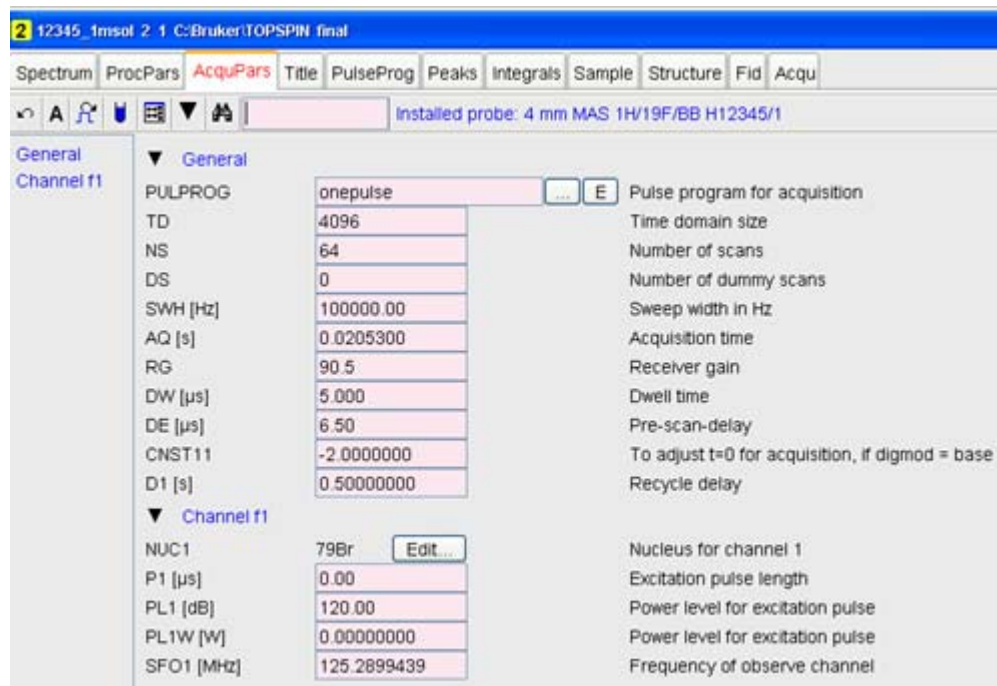 2 12345_1msol 2 1 C:\Bruker\TOPSPIN final
Spectrum ProcPars AcquPars Title PulseProg Peaks Integrals Sample Structure Fid Acqu
A Installed probe: 4 mm MAS 1H/19F/BB H12345/1
General
Channel f1
General
PULPROG onepulse ... E Pulse program for acquisition
TD 4096 Time domain size
NS 64 Number of scans
DS 0 Number of dummy scans
SWH [Hz] 100000.00 Sweep width in Hz
AQ [s] 0.0205300 Acquisition time
RG 90.5 Receiver gain
DW [µs] 5.000 Dwell time
DE [µs] 6.50 Pre-scan-delay
CNST11 -2.0000000 To adjust t=0 for acquisition, if digmod = base
D1 [s] 0.50000000 Recycle delay
Channel f1
NUC1 79Br Edit... Nucleus for channel 1
P1 [µs] 0.00 Excitation pulse length
PL1 [dB] 120.00 Power level for excitation pulse
PL1W [W] 0.00000000 Power level for excitation pulse
SFO1 [MHz] 125.2899439 Frequency of observe channel